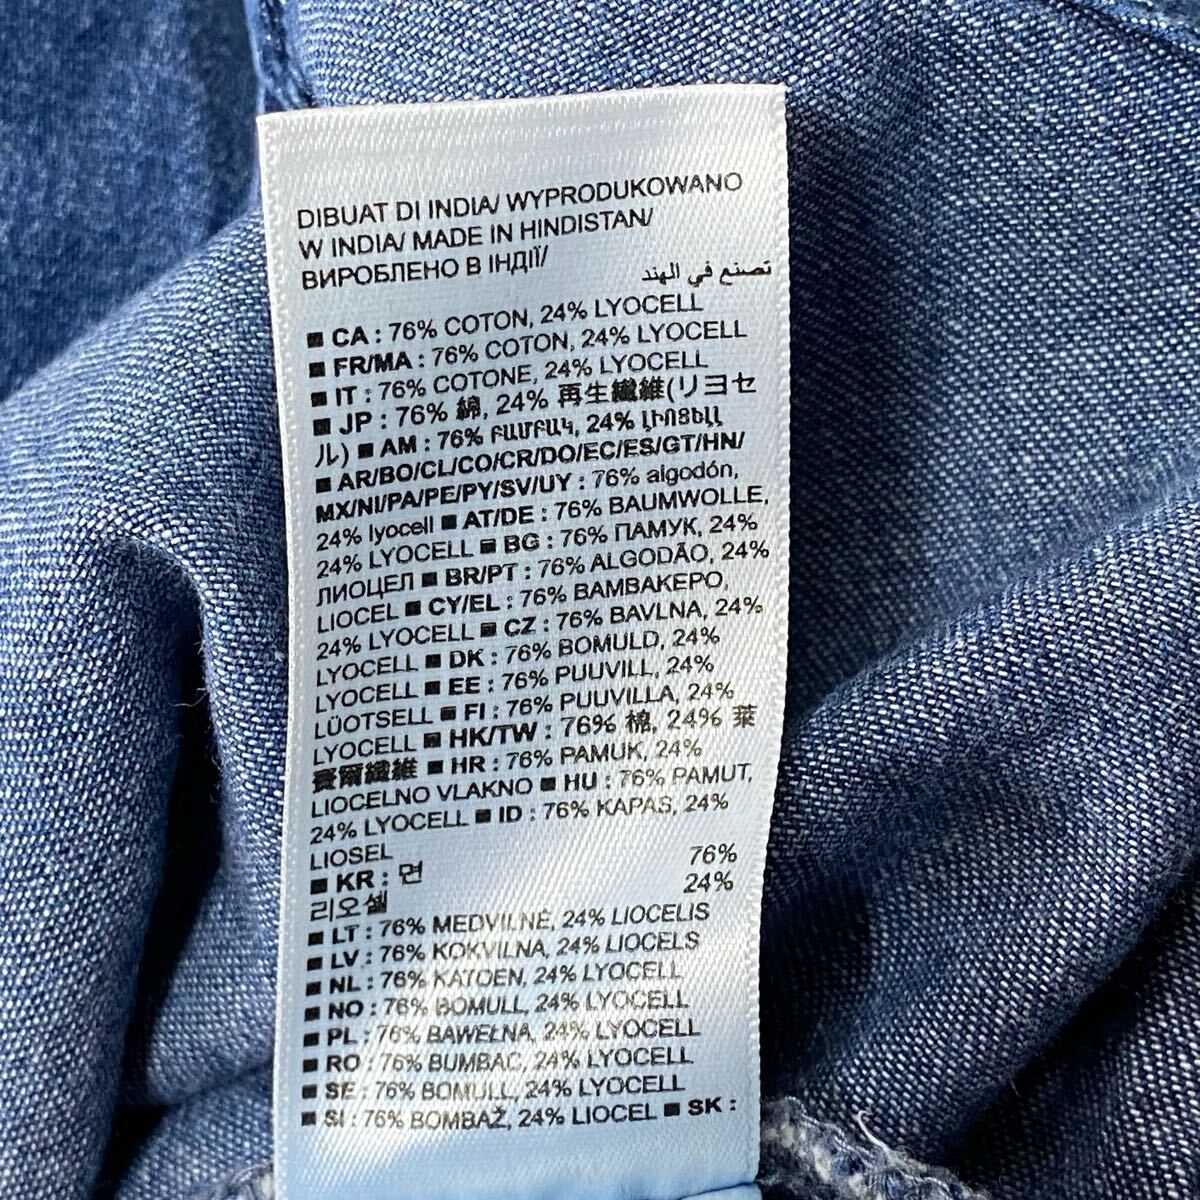 DIBUAT DI INDIA/ WYPRODUKOWANO
W INDIA/ MADE IN HINDISTAN/
ВИРОБЛЕНО В ІНДІЇ/ تصنع في الهند
■ CA : 76% COTON, 24% LYOCELL
■ FR/MA : 76% COTON, 24% LYOCELL
■ IT : 76% COTONE, 24% LYOCELL
■ JP : 76% 綿, 24% 再生繊維(リヨセ
ル) ■ AM : 76% ԲԱՄԲԱԿ, 24% ԼԻՈՑԵԼԼ
■ AR/BO/CL/CO/CR/DO/EC/ES/GT/HN/
MX/NI/PA/PE/PY/SV/UY : 76% algodón,
24% lyocell ■ AT/DE : 76% BAUMWOLLE,
24% LYOCELL ■ BG : 76% ПАМУК, 24%
ЛИОЦЕЛ ■ BR/PT : 76% ALGODÃO, 24%
LIOCEL ■ CY/EL : 76% ΒΑΜΒΑΚΕΡΟ,
24% LYOCELL ■ CZ : 76% BAVLNA, 24%
LYOCELL ■ DK : 76% BOMULD, 24%
LYOCELL ■ EE : 76% PUUVILL, 24%
LÜOTSELL ■ FI : 76% PUUVILLA, 24%
LYOCELL ■ HK/TW : 76% 棉, 24% 萊
賽爾纖維 ■ HR : 76% PAMUK, 24%
LIOCELNO VLAKNO ■ HU : 76% PAMUT,
24% LYOCELL ■ ID : 76% KAPAS, 24%
LIOSEL
■ KR : 면 76%
리오셀 24%
■ LT : 76% MEDVILNĖ, 24% LIOCELIS
■ LV : 76% KOKVILNA, 24% LIOCELS
■ NL : 76% KATOEN, 24% LYOCELL
■ NO : 76% BOMULL, 24% LYOCELL
■ PL : 76% BAWEŁNA, 24% LYOCELL
■ RO : 76% BUMBAC, 24% LYOCELL
■ SE : 76% BOMULL, 24% LYOCELL
■ SI : 76% BOMBAŽ, 24% LIOCEL ■ SK :